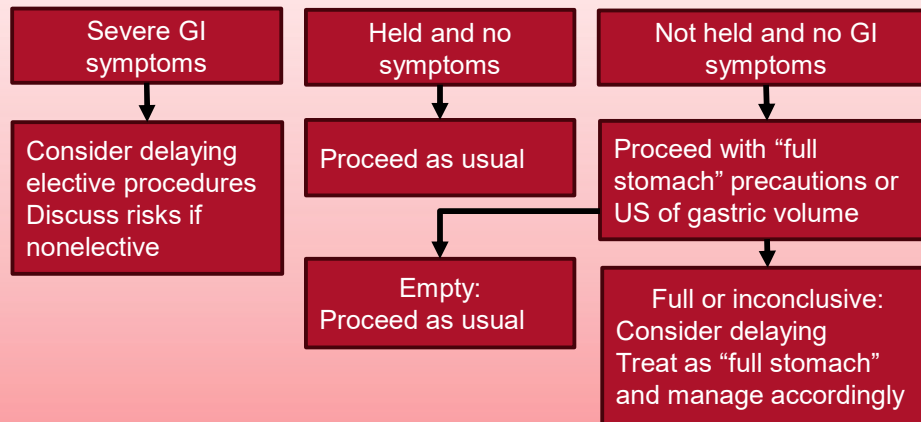 Severe GI
symptoms
Held and no
symptoms
Not held and no GI
symptoms
Consider delaying
elective procedures
Discuss risks if
nonelective
Proceed as usual
Proceed with “full
stomach” precautions or
US of gastric volume
Empty:
Proceed as usual
Full or inconclusive:
Consider delaying
Treat as “full stomach”
and manage accordingly